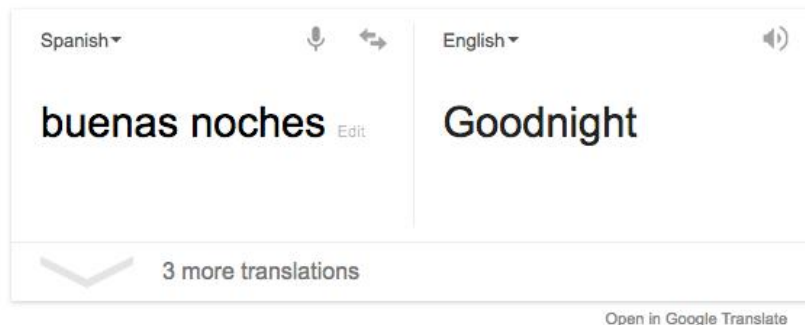 Spanish
English
buenas noches Edit
Goodnight
3 more translations
Open in Google Translate